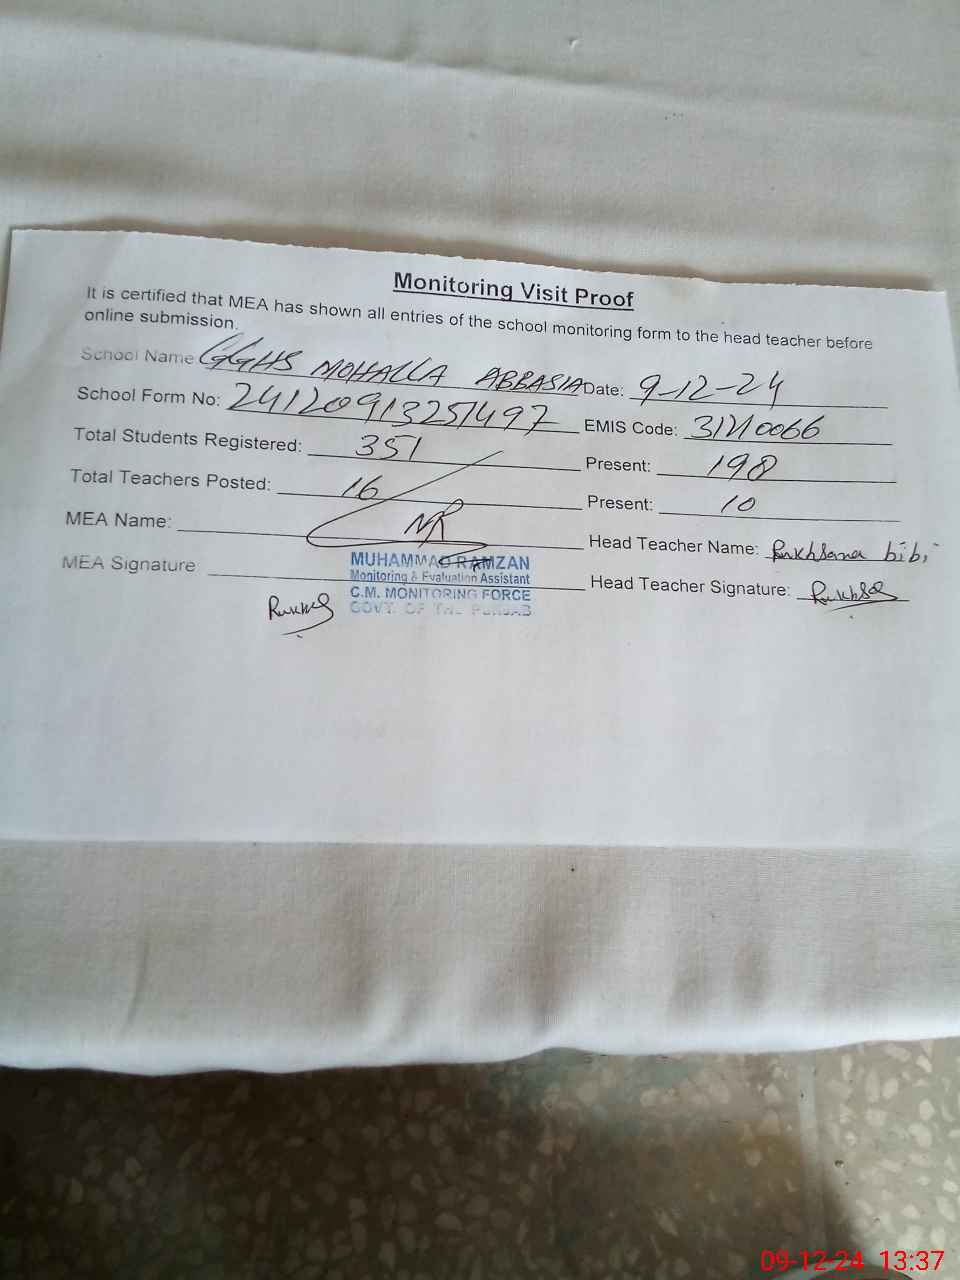 Monitoring Visit Proof
It is certified that MEA has shown all entries of the school monitoring form to the head teacher before
online submission.
School Name GGHS MOHALLA ABBASIA Date: 9-12-24
School Form No: 24120913251497 EMIS Code: 31210066
Total Students Registered: 351 Present: 198
Total Teachers Posted: 16 Present: 10
MEA Name: MR Head Teacher Name: Rukhsana bibi
MUHAMMAD RAMZAN
Monitoring & Evaluation Assistant
MEA Signature Head Teacher Signature: Rukhsa
C.M. MONITORING FORCE
GOVT. OF THE PUNJAB
09-12-24 13:37